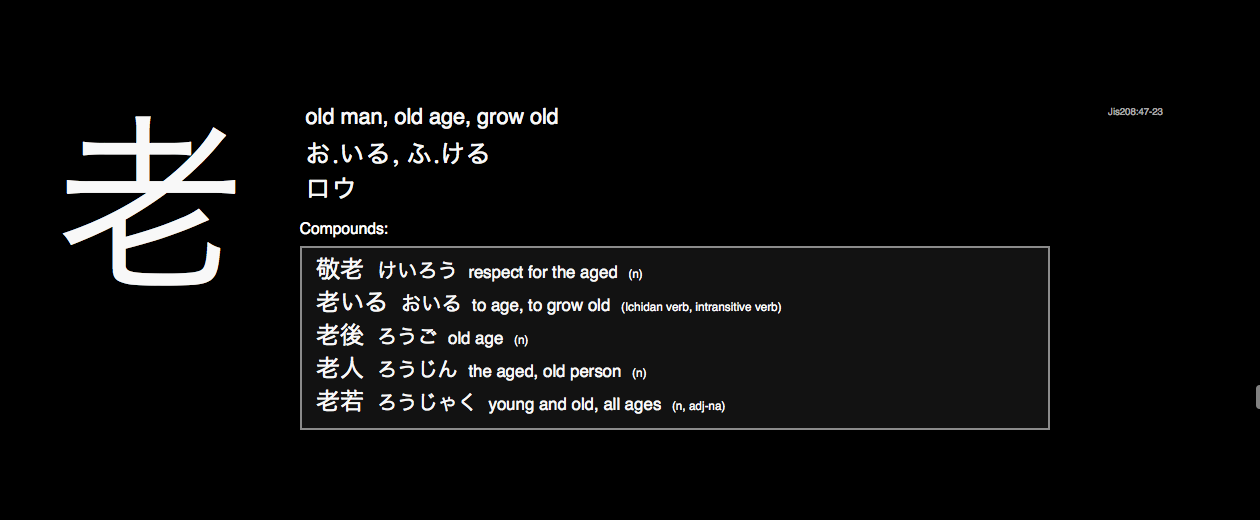 老
old man, old age, grow old
Jis208:47-23
お.いる, ふ.ける
ロウ
Compounds:
敬老 けいろう respect for the aged (n)
老いる おいる to age, to grow old (Ichidan verb, intransitive verb)
老後 ろうご old age (n)
老人 ろうじん the aged, old person (n)
老若 ろうじゃく young and old, all ages (n, adj-na)